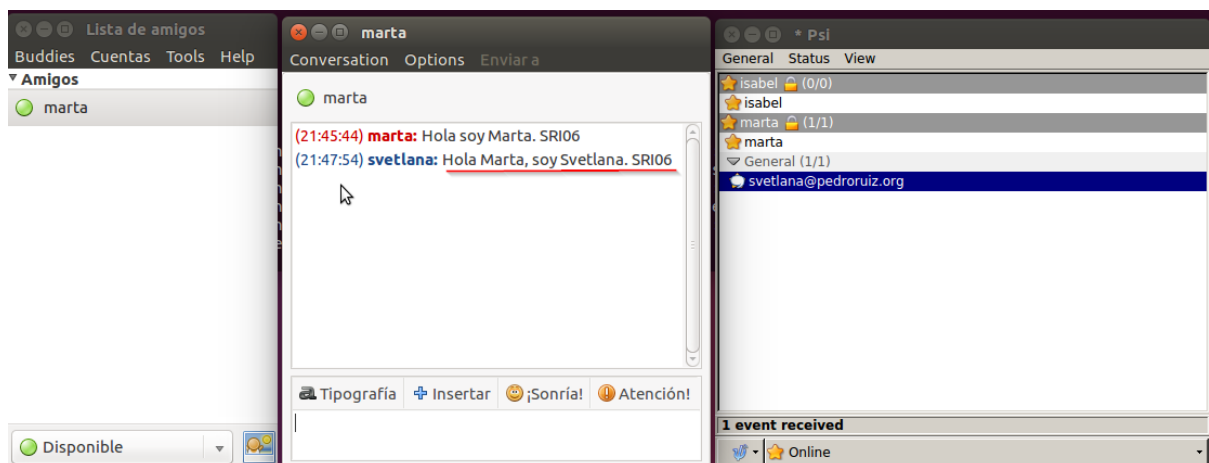 Lista de amigos
Buddies Cuentas Tools Help
Amigos
marta
Disponible
marta
Conversation Options Enviar a
marta
(21:45:44) marta: Hola soy Marta. SRI06
(21:47:54) svetlana: Hola Marta, soy Svetlana. SRI06
Tipografía Insertar ¡Sonría! Atención!
* Psi
General Status View
isabel (0/0)
isabel
marta (1/1)
marta
General (1/1)
svetlana@pedroruiz.org
1 event received
Online